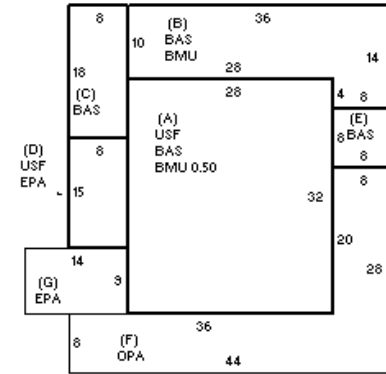 8
36
(B)
BAS
BMU
10
14
28
18
28
(C)
BAS
4
8
(A)
USF
BAS
BMU 0.50
(E)
8
BAS
(D)
USF
EPA
8
8
8
15
32
20
14
9
(G)
EPA
28
36
8
(F)
OPA
44